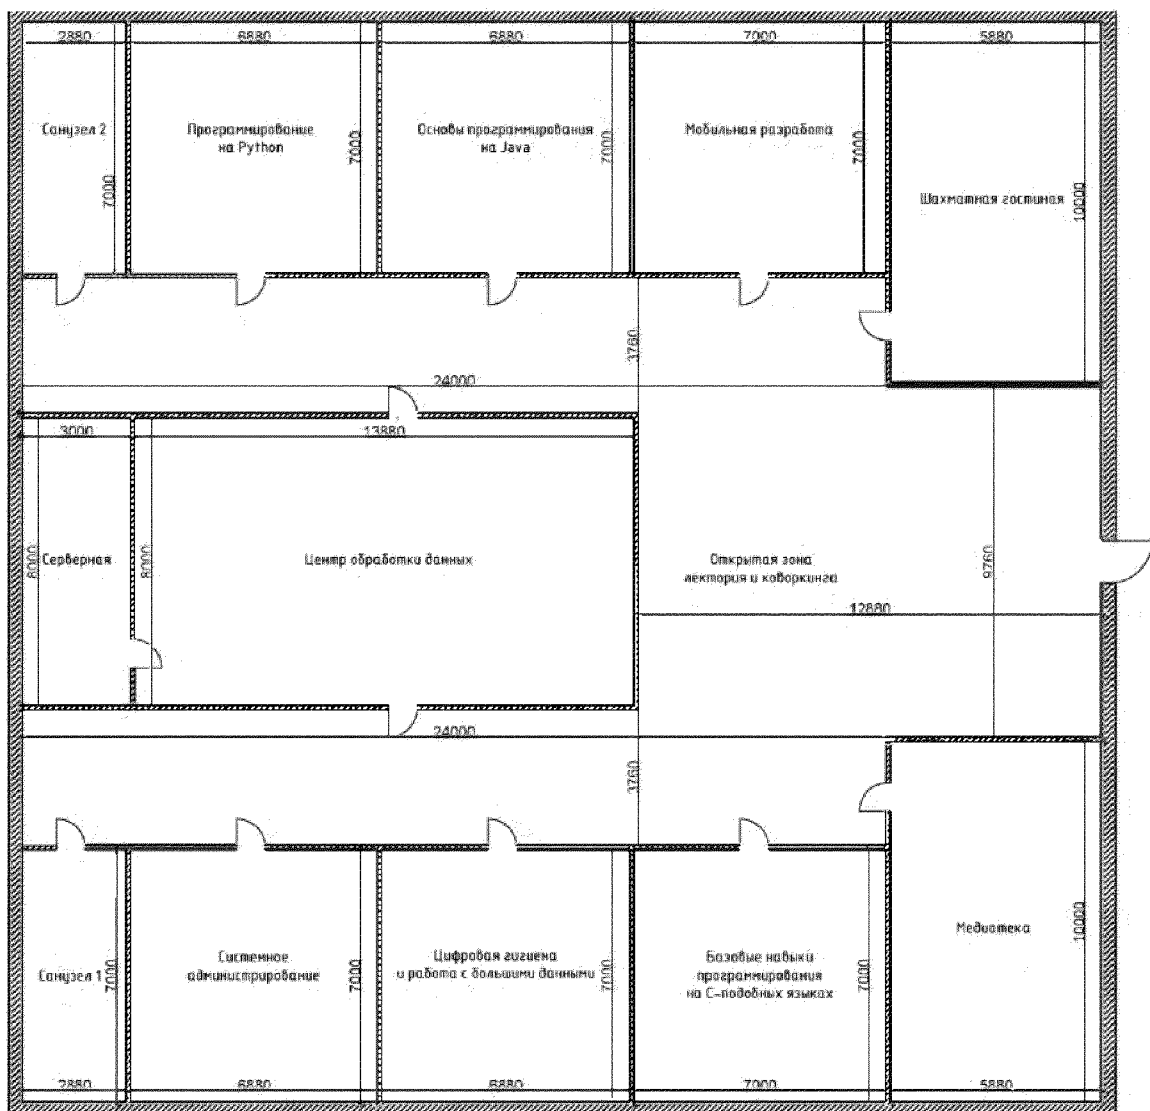 2880 6880 6880 7000 5880
Санузел 2
7000
Программирование
на Python
7000
Основы программирования
на Java
7000
Мобильная разработка
7000
Шахматная гостиная
10000
3760
24000
3000 13880
8000
Серверная
8000
Центр обработки данных
Открытая зона
лектория и коворкинга
9760
12880
24000
3760
Санузел 1
7000
Системное
администрирование
7000
Цифровая гигиена
и работа с большими данными
7000
Базовые навыки
программирования
на С-подобных языках
7000
Медиатека
10000
2880 6880 6880 7000 5880